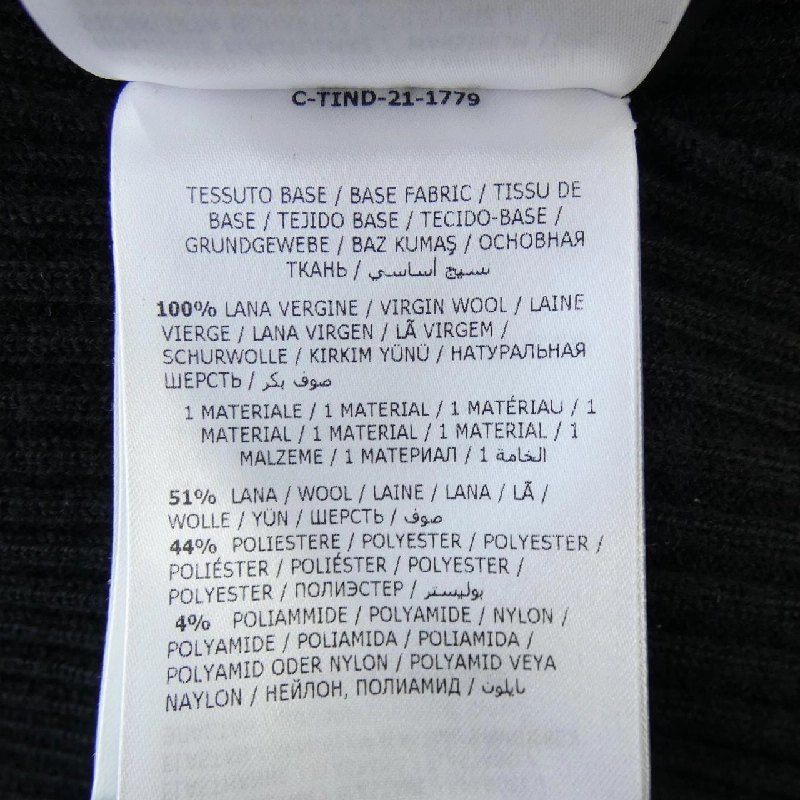 C-TIND-21-1779
TESSUTO BASE / BASE FABRIC / TISSU DE
BASE / TEJIDO BASE / TECIDO-BASE /
GRUNDGEWEBE / BAZ KUMAŞ / ОСНОВНАЯ
ТКАНЬ / نسيج أساسي
100% LANA VERGINE / VIRGIN WOOL / LAINE
VIERGE / LANA VIRGEN / LÃ VIRGEM /
SCHURWOLLE / KIRKIM YÜNÜ / НАТУРАЛЬНАЯ
ШЕРСТЬ / صوف بكر
1 MATERIALE / 1 MATERIAL / 1 MATÉRIAU / 1
MATERIAL / 1 MATERIAL / 1 MATERIAL / 1
MALZEME / 1 МАТЕРИАЛ / 1 الخامة
51% LANA / WOOL / LAINE / LANA / LÃ /
WOLLE / YÜN / ШЕРСТЬ / صوف
44% POLIESTERE / POLYESTER / POLYESTER /
POLIÉSTER / POLIÉSTER / POLYESTER /
POLYESTER / ПОЛИЭСТЕР / بوليستر
4% POLIAMMIDE / POLYAMIDE / NYLON /
POLYAMIDE / POLIAMIDA / POLIAMIDA /
POLYAMID ODER NYLON / POLYAMID VEYA
NAYLON / НЕЙЛОН, ПОЛИАМИД / نايلون